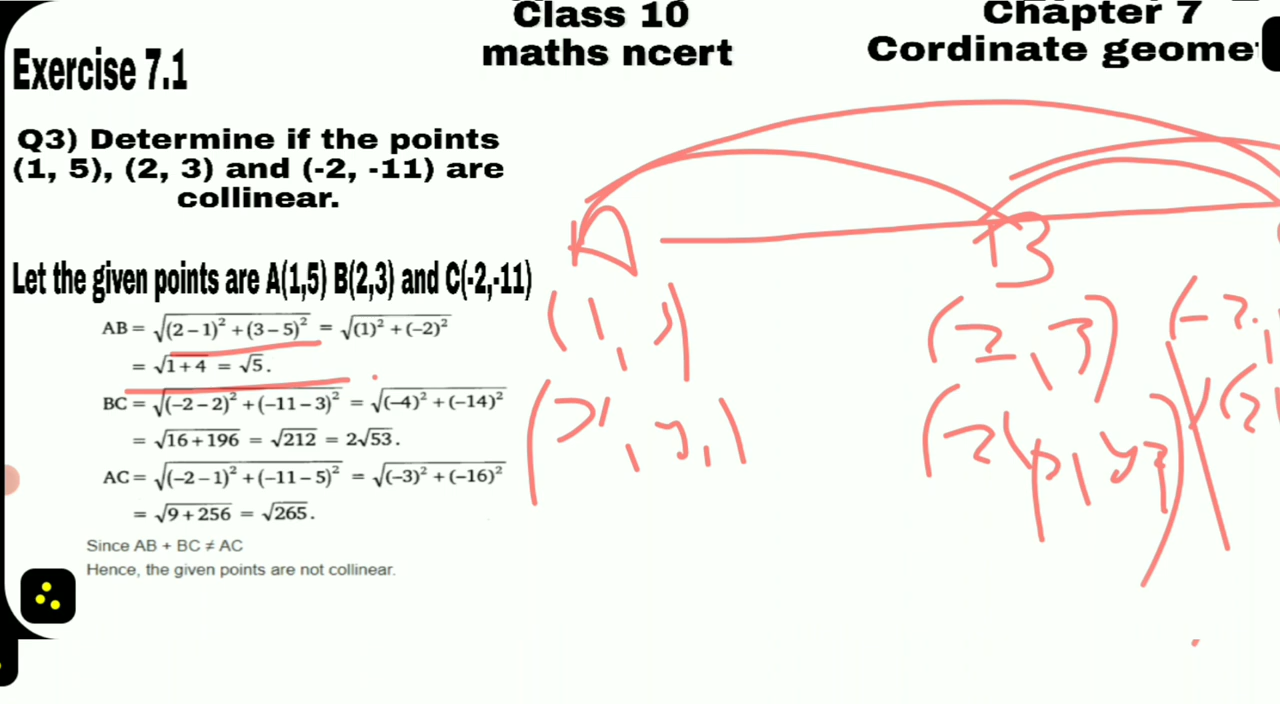 Class 10
maths ncert
Chapter 7
Cordinate geome
Exercise 7.1
Q3) Determine if the points
(1, 5), (2, 3) and (-2, -11) are
collinear.
Let the given points are A(1,5) B(2,3) and C(-2,-11)
AB = √(2 – 1)² + (3 – 5)² = √(1)² + (–2)²
= √1 + 4 = √5.
BC = √(–2 – 2)² + (–11 – 3)² = √(–4)² + (–14)²
= √16 + 196 = √212 = 2√53.
AC = √(–2 – 1)² + (–11 – 5)² = √(–3)² + (–16)²
= √9 + 256 = √265.
Since AB + BC ≠ AC
Hence, the given points are not collinear.
(2, 3)